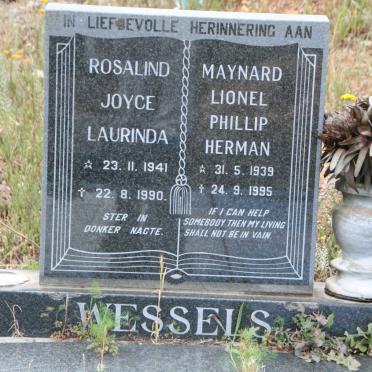 IN LIEFDEVOLLE HERINNERING AAN
ROSALIND
JOYCE
LAURINDA
☆ 23.11.1941
† 22.8.1990.
STER IN
DONKER NAGTE.
MAYNARD
LIONEL
PHILLIP
HERMAN
☆ 31.5.1939
† 24.9.1995
IF I CAN HELP
SOMEBODY THEN MY LIVING
SHALL NOT BE IN VAIN
WESSELS